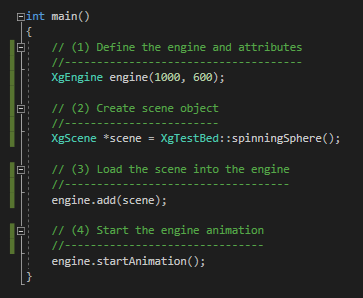 int main()
{
// (1) Define the engine and attributes
//-------------------------------------
XgEngine engine(1000, 600);
// (2) Create scene object
//------------------------
XgScene *scene = XgTestBed::spinningSphere();
// (3) Load the scene into the engine
//-----------------------------------
engine.add(scene);
// (4) Start the engine animation
//-------------------------------
engine.startAnimation();
}